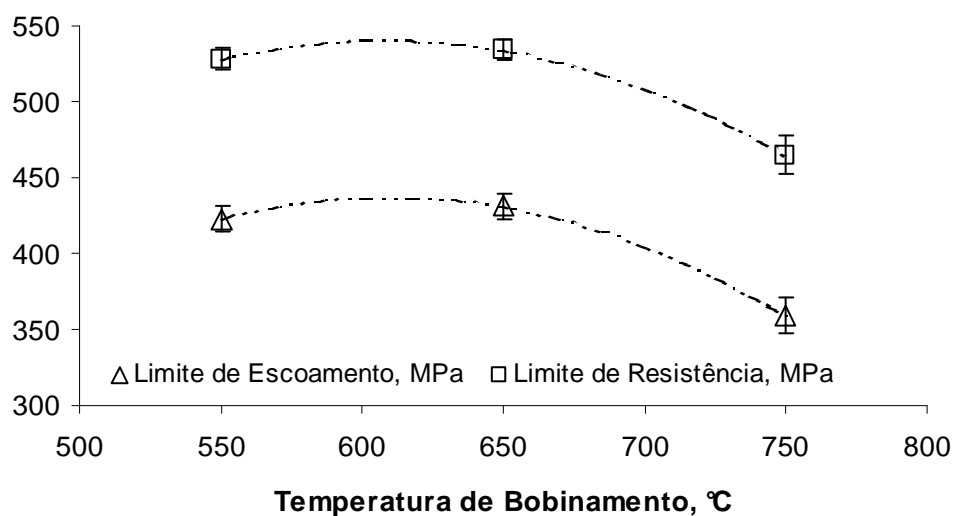 550
500
450
400
350
300
Limite de Escoamento, MPa Limite de Resistência, MPa
500 550 600 650 700 750 800
Temperatura de Bobinamento, °C